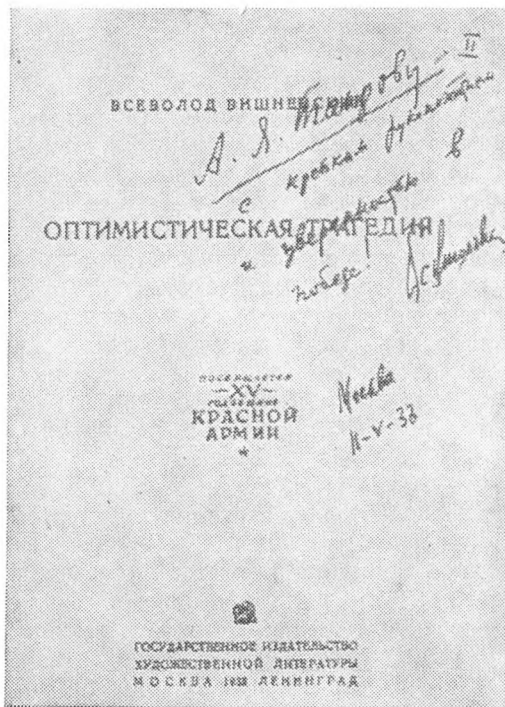 II
ВСЕВОЛОД ВИШНЕВСКИЙ
А. Я. Таирову –
с крепким рукопожатием
ОПТИМИСТИЧЕСКАЯ ТРАГЕДИЯ
и уверенностью в
победе. Вс Вишневский
посвящается
–XV–
годовщине
КРАСНОЙ
АРМИИ
Москва
11–V–33
ГОСУДАРСТВЕННОЕ ИЗДАТЕЛЬСТВО
ХУДОЖЕСТВЕННОЙ ЛИТЕРАТУРЫ
МОСКВА 1933 ЛЕНИНГРАД